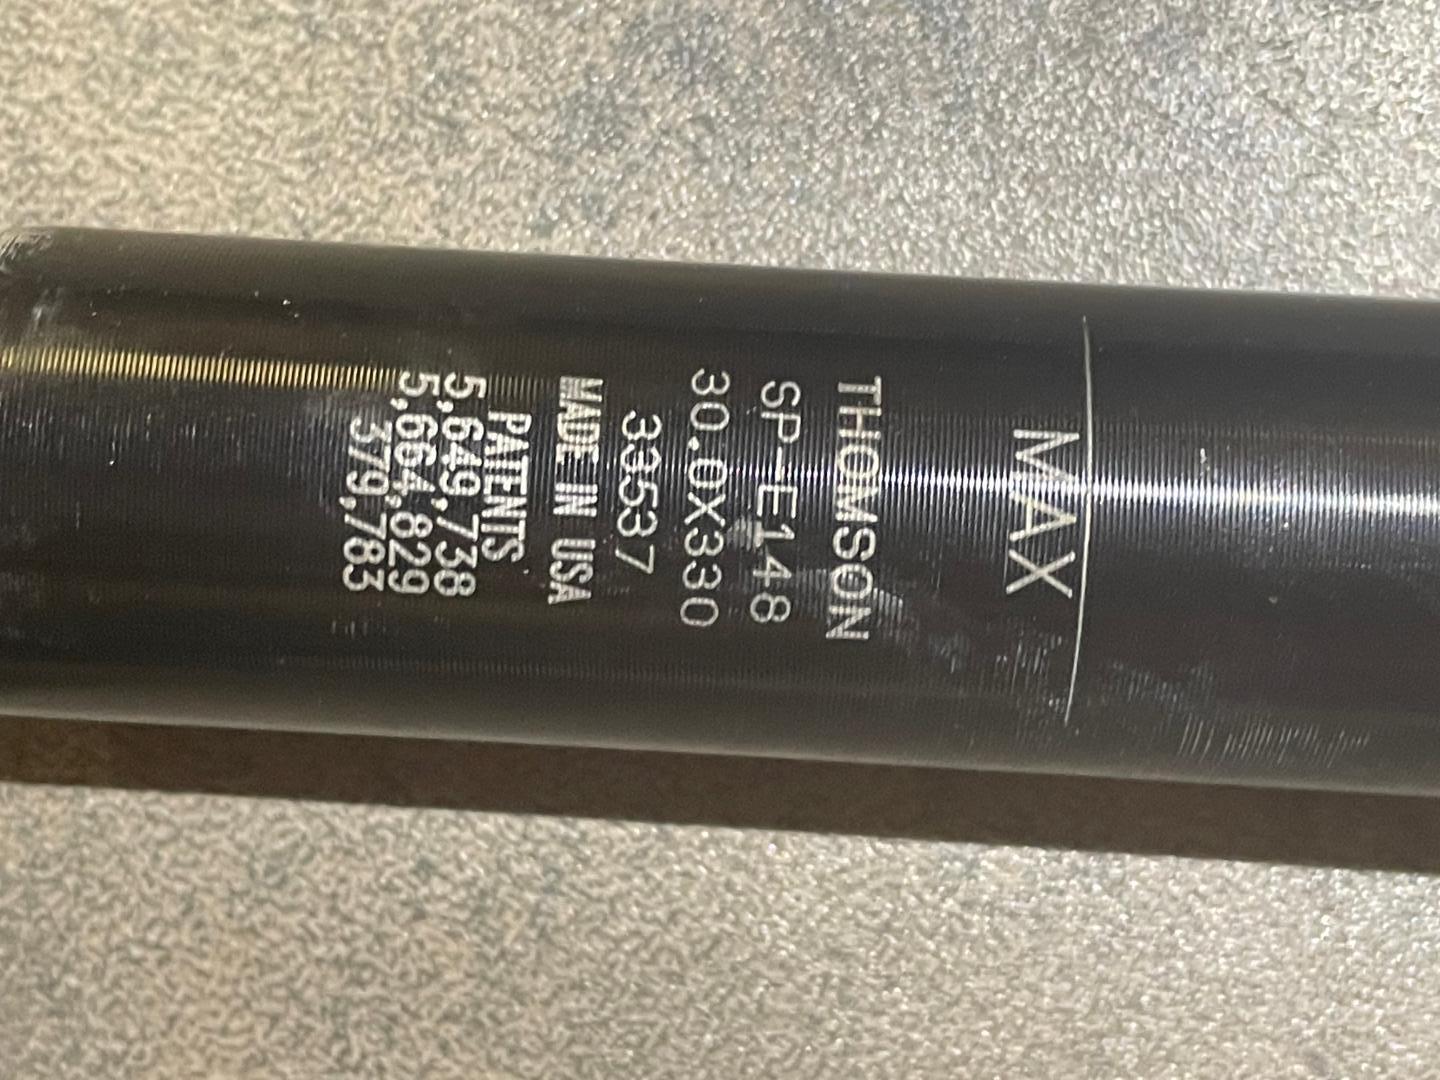 MAX
THOMSON
SP-E148
30.0X330
33537
MADE IN USA
PATENTS
5,649,738
5,664,829
379,783